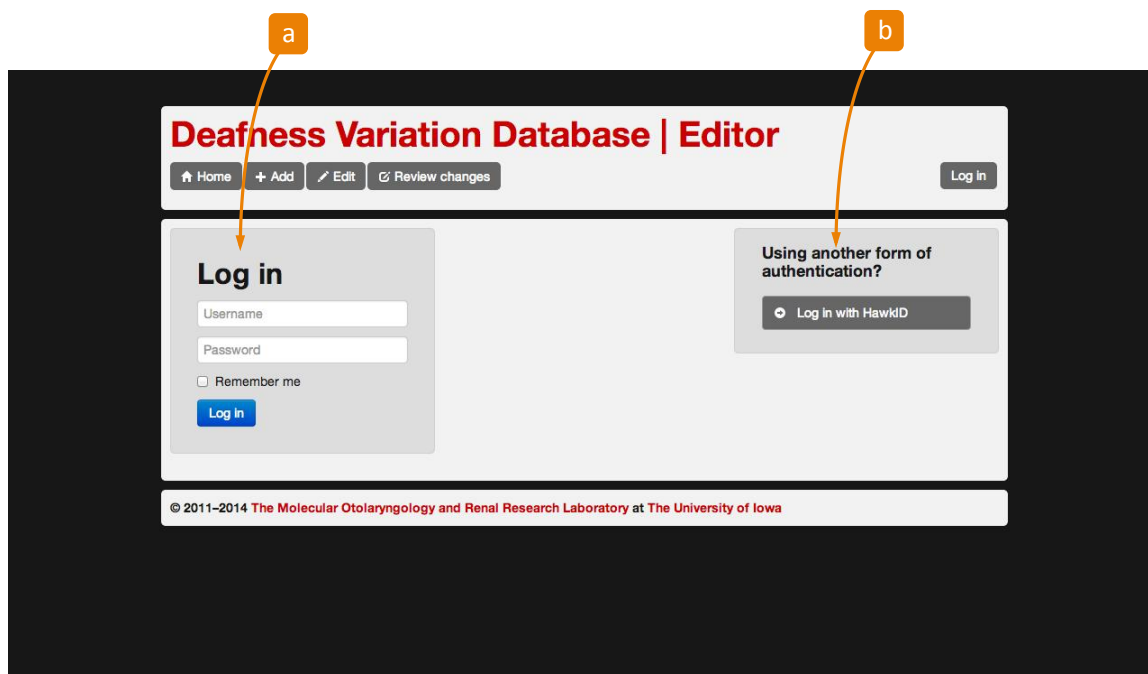 a
b
Deafness Variation Database | Editor
Home
Add
Edit
Review changes
Log in
Log in
Username
Password
Remember me
Log in
Using another form of
authentication?
Log in with HawkID
© 2011–2014 The Molecular Otolaryngology and Renal Research Laboratory at The University of Iowa